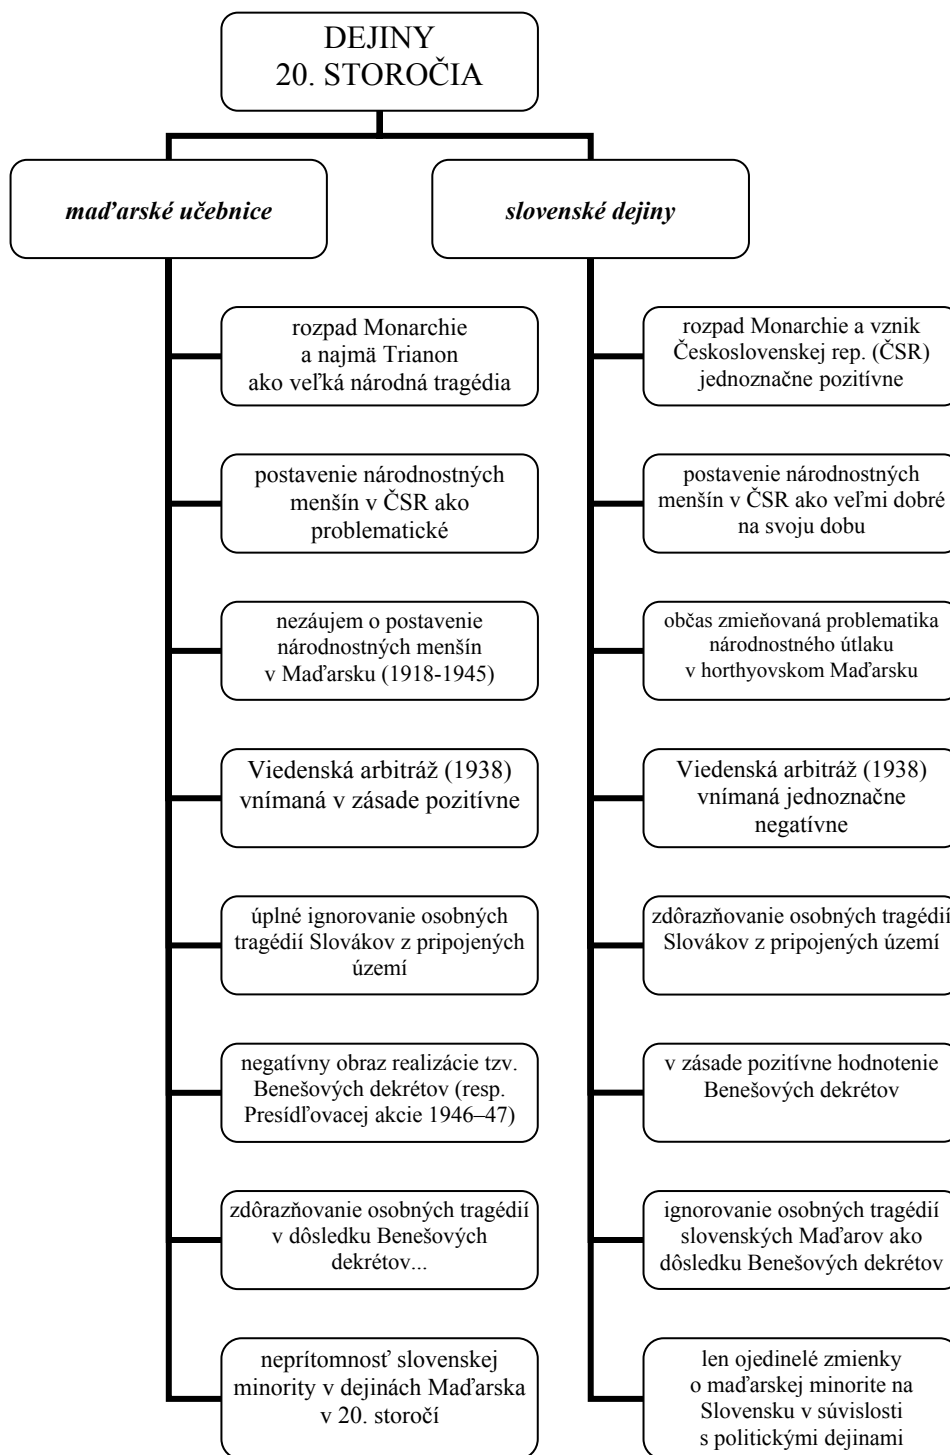 DEJINY
20. STOROČIA
maďarské učebnice
slovenské dejiny
rozpad Monarchie
a najmä Trianon
ako veľká národná tragédia
rozpad Monarchie a vznik
Československej rep. (ČSR)
jednoznačne pozitívne
postavenie národnostných
menšín v ČSR ako
problematické
postavenie národnostných
menšín v ČSR ako veľmi dobré
na svoju dobu
nezáujem o postavenie
národnostných menšín
v Maďarsku (1918-1945)
občas zmieňovaná problematika
národnostného útlaku
v horthyovskom Maďarsku
Viedenská arbitráž (1938)
vnímaná v zásade pozitívne
Viedenská arbitráž (1938)
vnímaná jednoznačne
negatívne
úplné ignorovanie osobných
tragédií Slovákov z pripojených
území
zdôrazňovanie osobných tragédií
Slovákov z pripojených území
negatívny obraz realizácie tzv.
Benešových dekrétov (resp.
Presídľovacej akcie 1946–47)
v zásade pozitívne hodnotenie
Benešových dekrétov
zdôrazňovanie osobných tragédií
v dôsledku Benešových
dekrétov...
ignorovanie osobných tragédií
slovenských Maďarov ako
dôsledku Benešových dekrétov
neprítomnosť slovenskej
minority v dejinách Maďarska
v 20. storočí
len ojedinelé zmienky
o maďarskej minorite na
Slovensku v súvislosti
s politickými dejinami